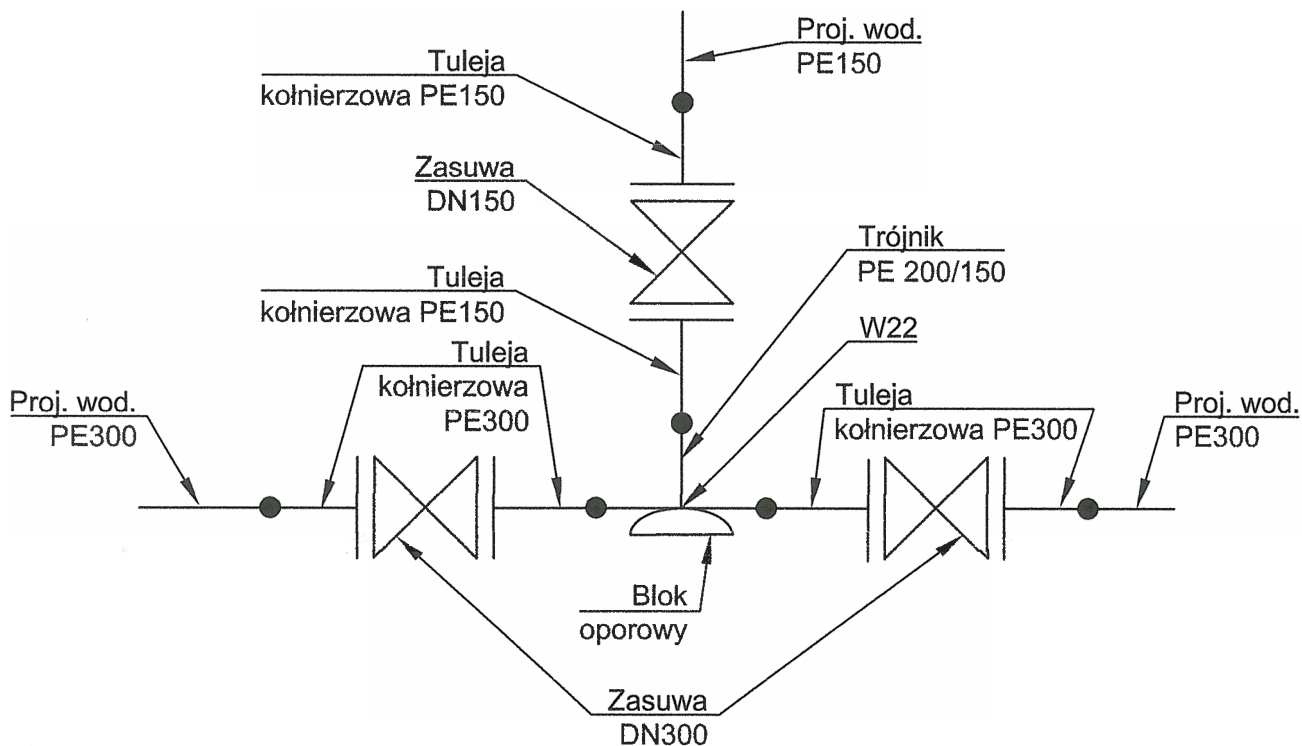 Proj. wod.
PE150
Tuleja
kołnierzowa PE150
Zasuwa
DN150
Trójnik
PE 200/150
Tuleja
kołnierzowa PE150
W22
Tuleja
kołnierzowa
PE300
Proj. wod.
PE300
Tuleja
kołnierzowa PE300
Proj. wod.
PE300
Blok
oporowy
Zasuwa
DN300